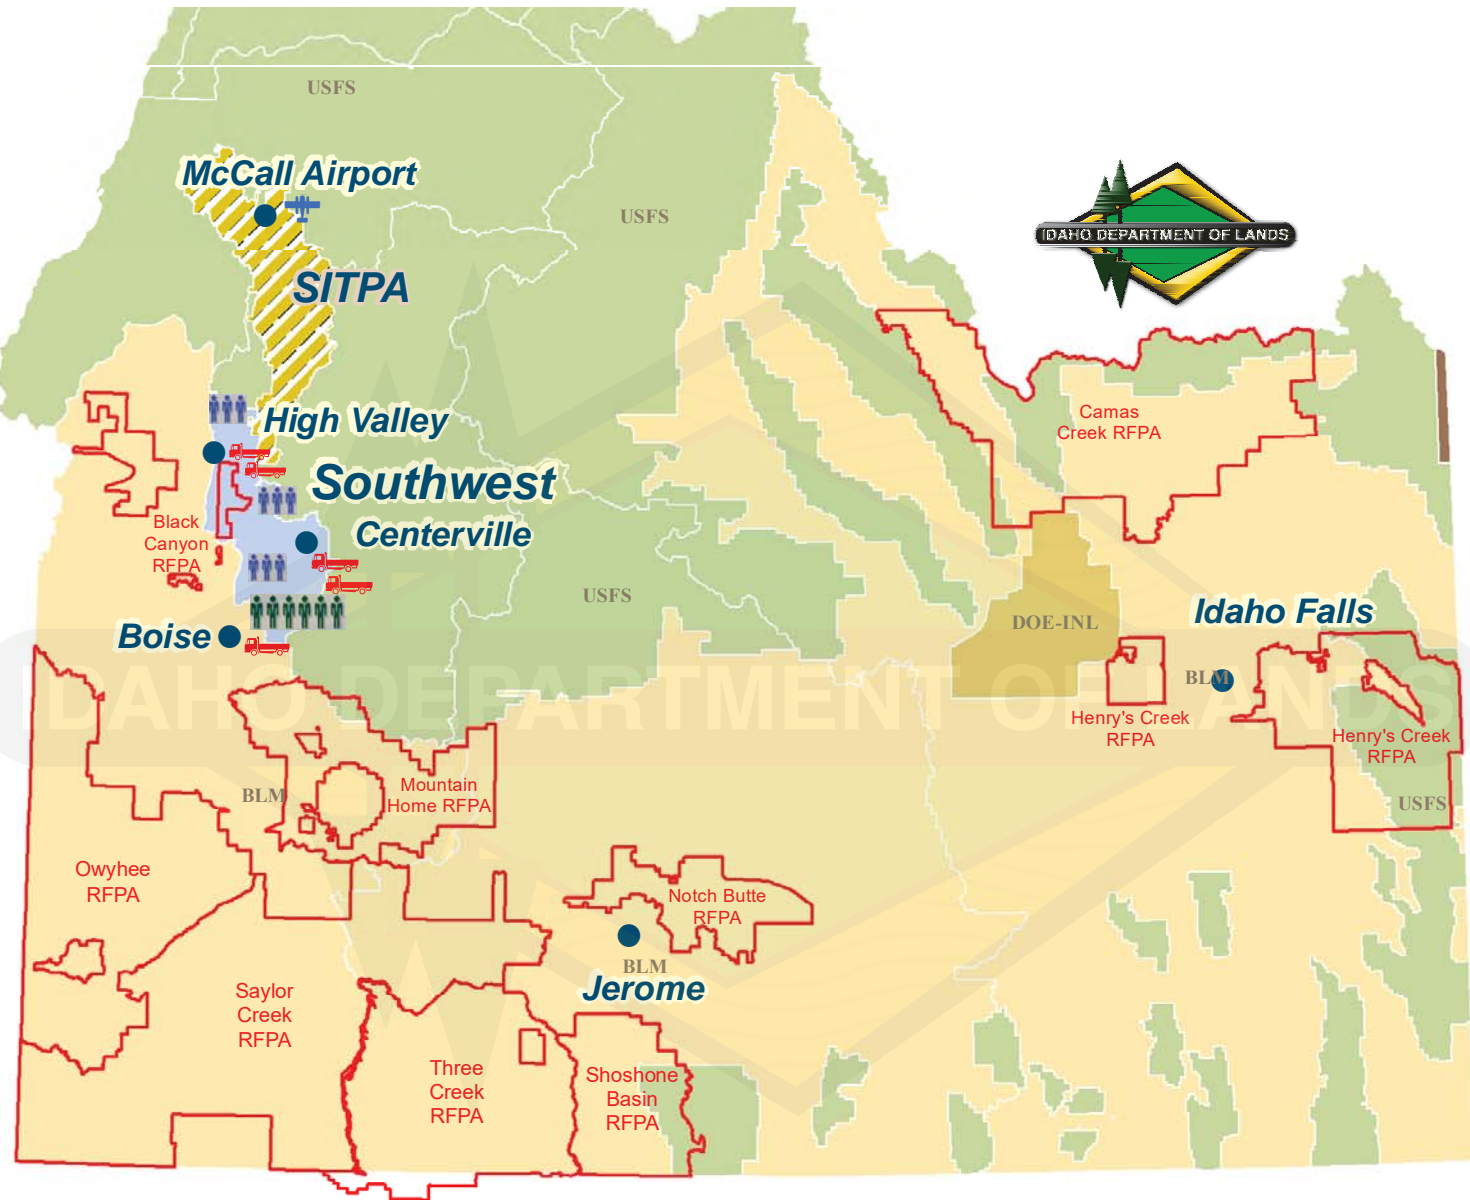 USFS
McCall Airport
USFS
IDAHO DEPARTMENT OF LANDS
SITPA
High Valley
Camas
Creek RFPA
Southwest
Black
Canyon
RFPA
Centerville
USFS
DOE-INL
Idaho Falls
Boise
BLM
IDAHO DEPARTMENT OF LANDS
Henry's Creek
RFPA
Henry's Creek
RFPA
USFS
Mountain
Home RFPA
BLM
Owyhee
RFPA
Notch Butte
RFPA
BLM
Jerome
Saylor
Creek
RFPA
Three
Creek
RFPA
Shoshone
Basin
RFPA